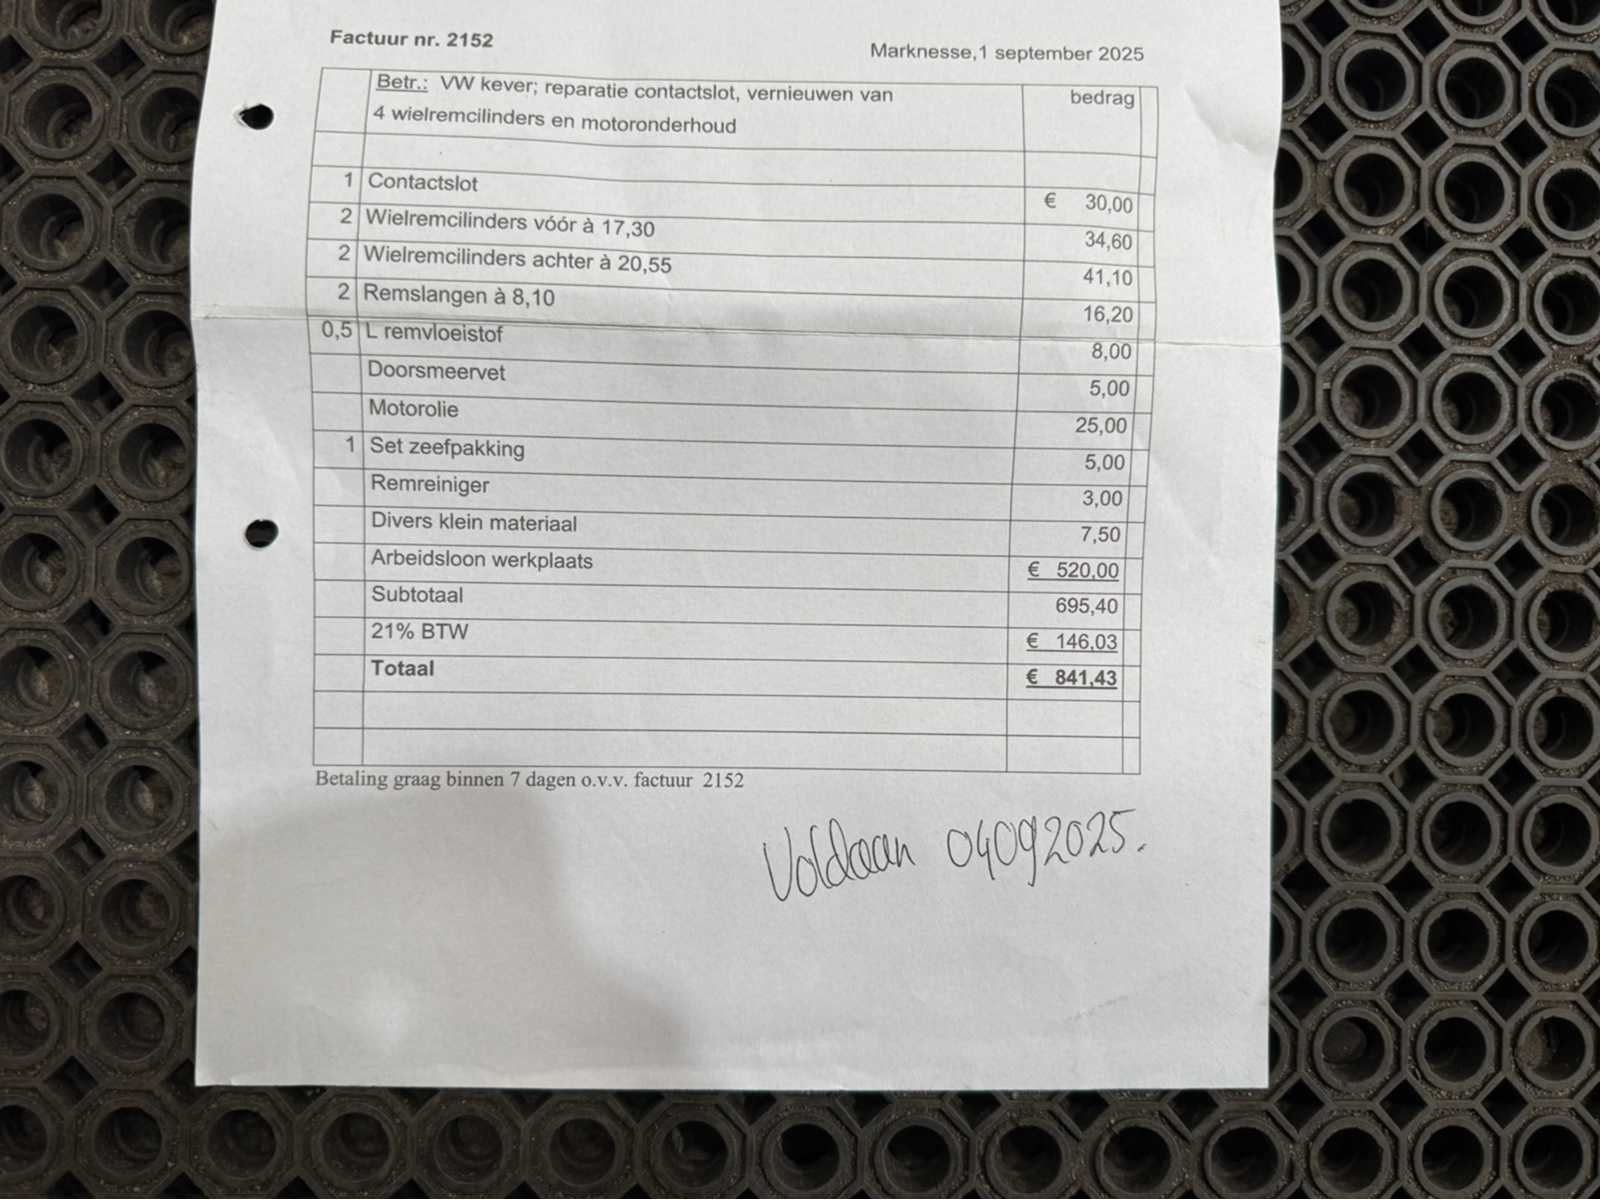 Factuur nr. 2152
Marknesse,1 september 2025
Betr.: VW kever; reparatie contactslot, vernieuwen van bedrag
4 wielremcilinders en motoronderhoud
1 Contactslot € 30,00
2 Wielremcilinders vóór à 17,30 34,60
2 Wielremcilinders achter à 20,55 41,10
2 Remslangen à 8,10 16,20
0,5 L remvloeistof 8,00
Doorsmeervet 5,00
Motorolie 25,00
1 Set zeefpakking 5,00
Remreiniger 3,00
Divers klein materiaal 7,50
Arbeidsloon werkplaats € 520,00
Subtotaal 695,40
21% BTW € 146,03
Totaal € 841,43
Betaling graag binnen 7 dagen o.v.v. factuur 2152
Voldaan 04092025.